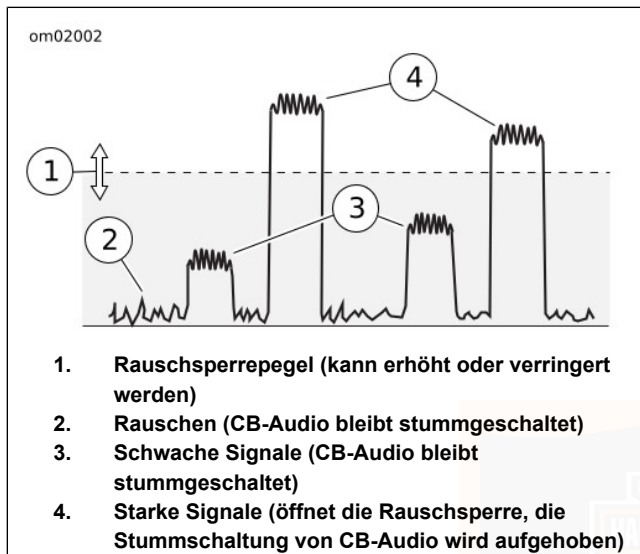 om02002
4
1
3
2
1. Rauschsperrepegel (kann erhöht oder verringert
werden)
2. Rauschen (CB-Audio bleibt stummgeschaltet)
3. Schwache Signale (CB-Audio bleibt
stummgeschaltet)
4. Starke Signale (öffnet die Rauschsperre, die
Stummschaltung von CB-Audio wird aufgehoben)